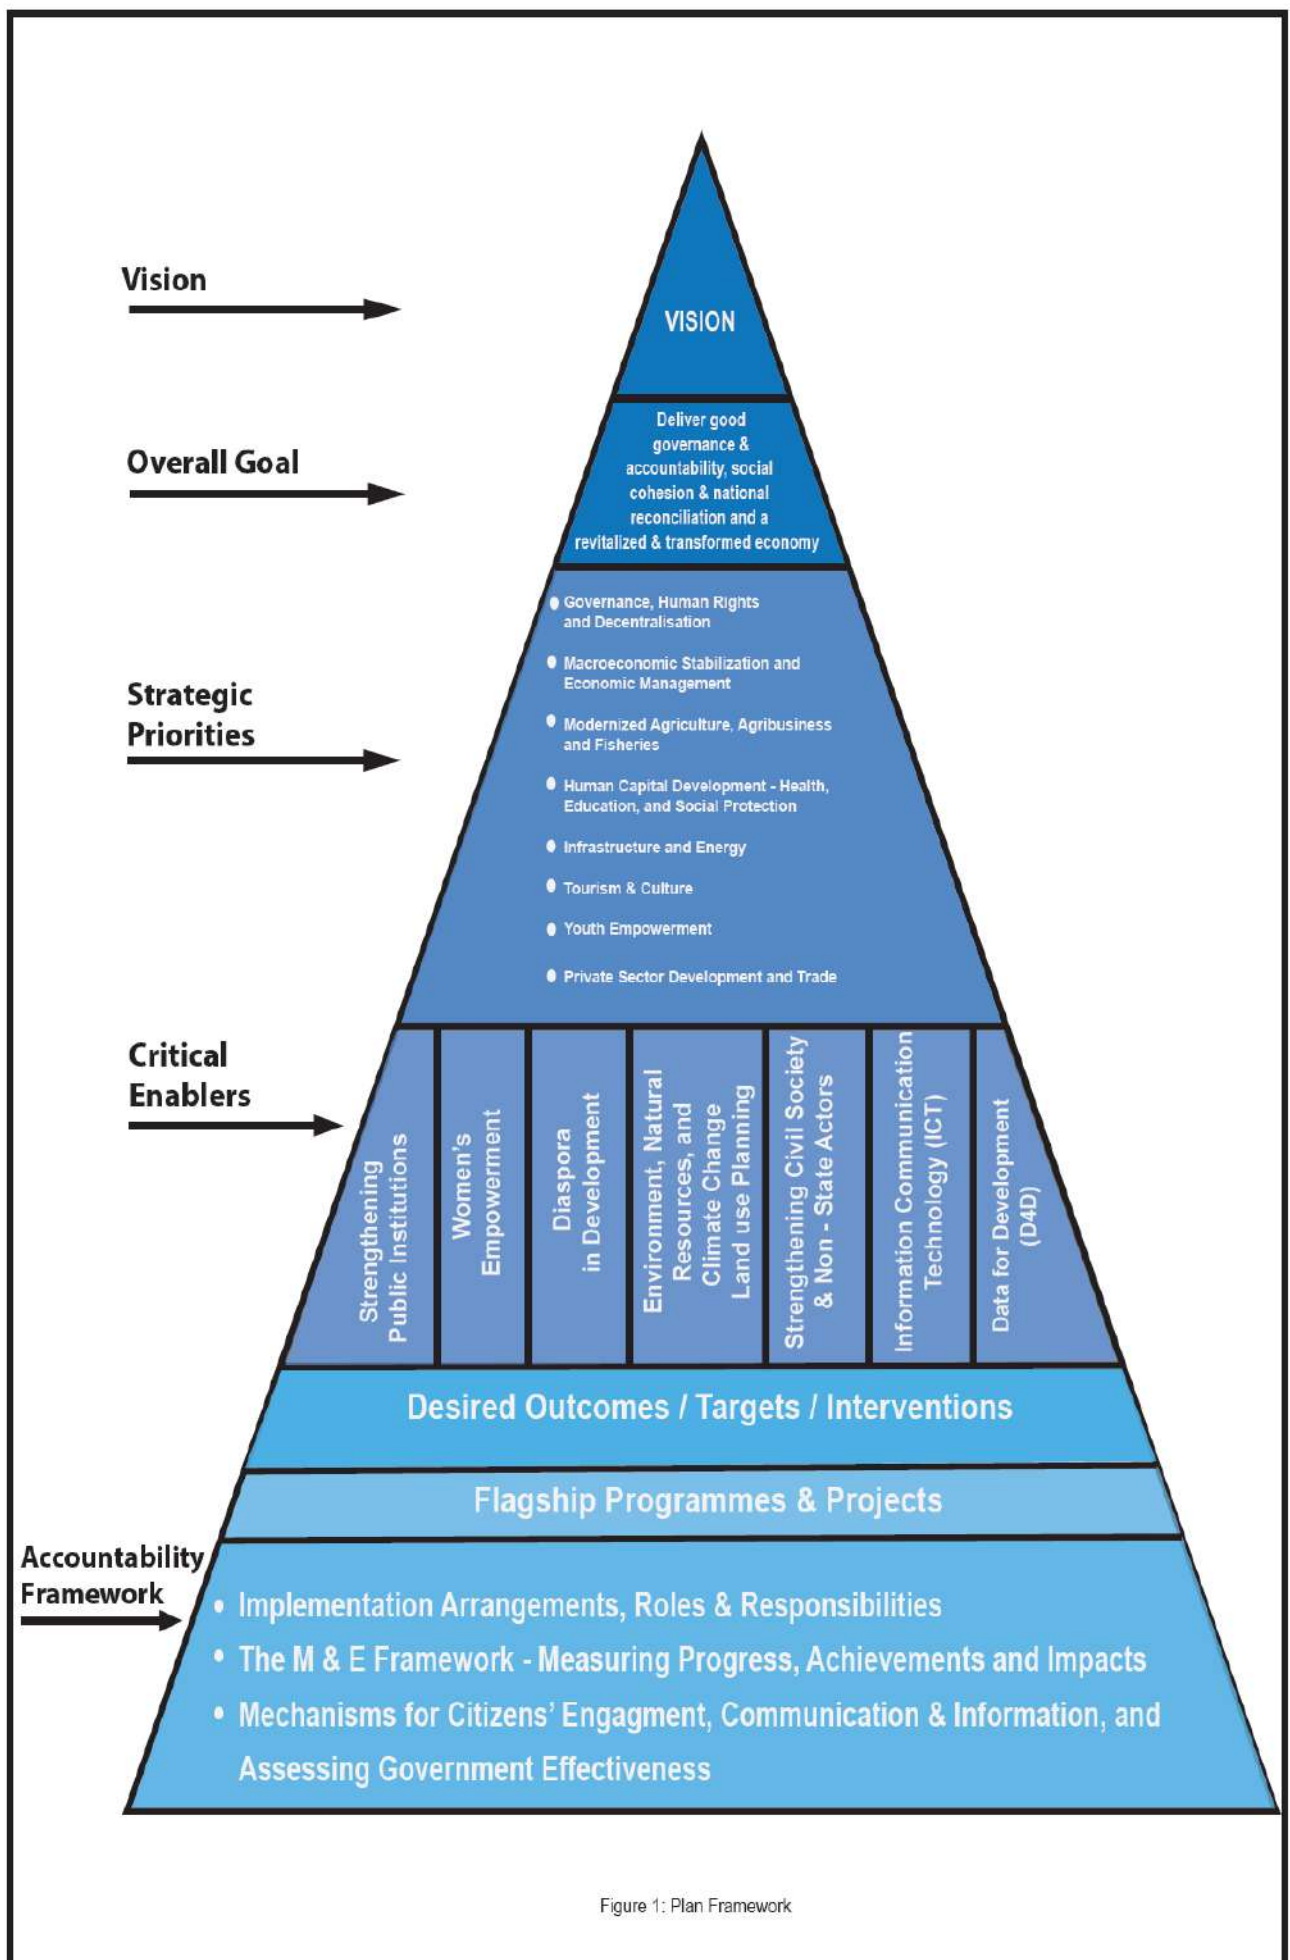 Vision
VISION
Overall Goal
Deliver good
governance &
accountability, social
cohesion & national
reconciliation and a
revitalized & transformed economy
Strategic
Priorities
• Governance, Human Rights
and Decentralisation
• Macroeconomic Stabilization and
Economic Management
• Modernized Agriculture, Agribusiness
and Fisheries
• Human Capital Development - Health,
Education, and Social Protection
• Infrastructure and Energy
• Tourism & Culture
• Youth Empowerment
• Private Sector Development and Trade
Critical
Enablers
Strengthening
Public Institutions
Women's
Empowerment
Diaspora
in Development
Environment, Natural
Resources, and
Climate Change
Land use Planning
Strengthening Civil Society
& Non - State Actors
Information Communication
Technology (ICT)
Data for Development
(D4D)
Desired Outcomes / Targets / Interventions
Flagship Programmes & Projects
Accountability
Framework
• Implementation Arrangements, Roles & Responsibilities
• The M & E Framework - Measuring Progress, Achievements and Impacts
• Mechanisms for Citizens' Engagment, Communication & Information, and
Assessing Government Effectiveness
Figure 1: Plan Framework